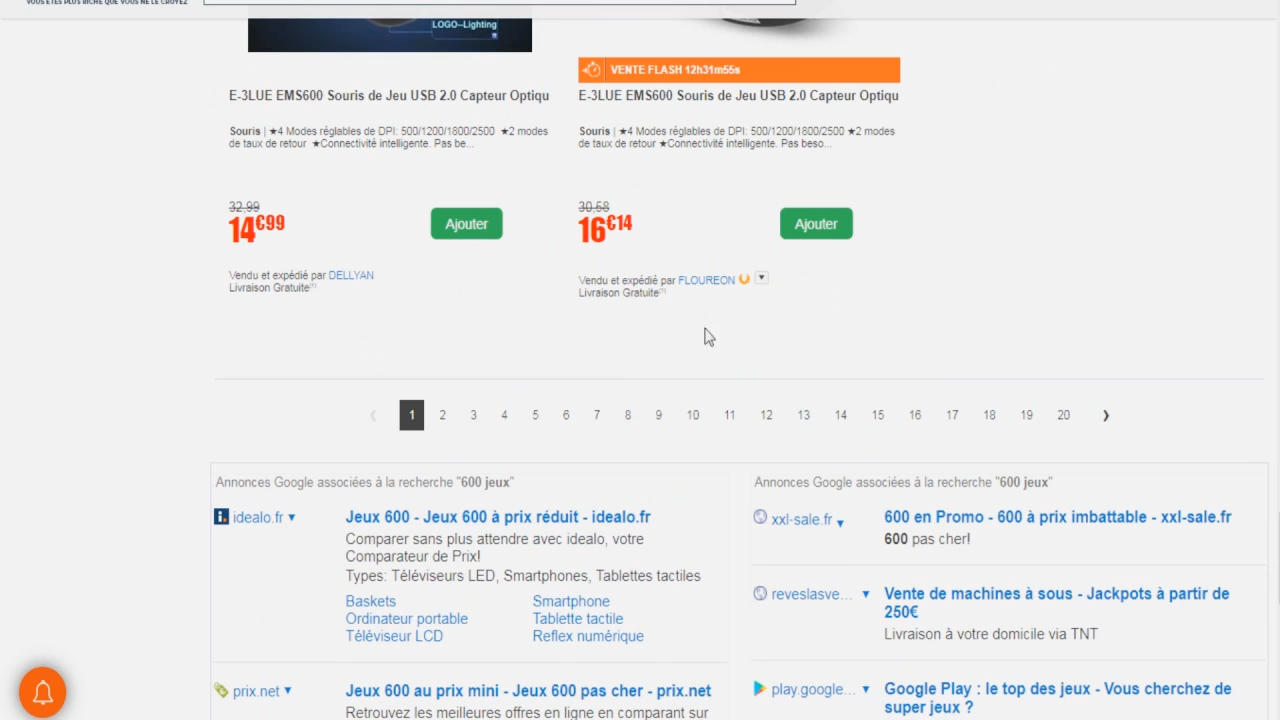 VOUS ETES PLUS RICHE QUE VOUS NE LE CROYEZ
LOGO--Lighting
VENTE FLASH 12h31m55s
E-3LUE EMS600 Souris de Jeu USB 2.0 Capteur Optiqu
E-3LUE EMS600 Souris de Jeu USB 2.0 Capteur Optiqu
Souris | ★4 Modes réglables de DPI: 500/1200/1800/2500 ★2 modes
de taux de retour ★Connectivité intelligente. Pas be...
Souris | ★4 Modes réglables de DPI: 500/1200/1800/2500 ★2 modes
de taux de retour ★Connectivité intelligente. Pas beso...
32,99
14€99
Ajouter
30,58
16€14
Ajouter
Vendu et expédié par DELLYAN
Livraison Gratuite(1)
Vendu et expédié par FLOUREON
Livraison Gratuite(1)
‹ 1 2 3 4 5 6 7 8 9 10 11 12 13 14 15 16 17 18 19 20 ›
Annonces Google associées à la recherche "600 jeux"
idealo.fr ▼
Jeux 600 - Jeux 600 à prix réduit - idealo.fr
Comparer sans plus attendre avec idealo, votre
Comparateur de Prix!
Types: Téléviseurs LED, Smartphones, Tablettes tactiles
Baskets
Smartphone
Ordinateur portable
Tablette tactile
Téléviseur LCD
Reflex numérique
prix.net ▼
Jeux 600 au prix mini - Jeux 600 pas cher - prix.net
Retrouvez les meilleures offres en ligne en comparant sur
Annonces Google associées à la recherche "600 jeux"
xxl-sale.fr ▼
600 en Promo - 600 à prix imbattable - xxl-sale.fr
600 pas cher!
reveslasve... ▼
Vente de machines à sous - Jackpots à partir de
250€
Livraison à votre domicile via TNT
play.google... ▼
Google Play : le top des jeux - Vous cherchez de
super jeux ?